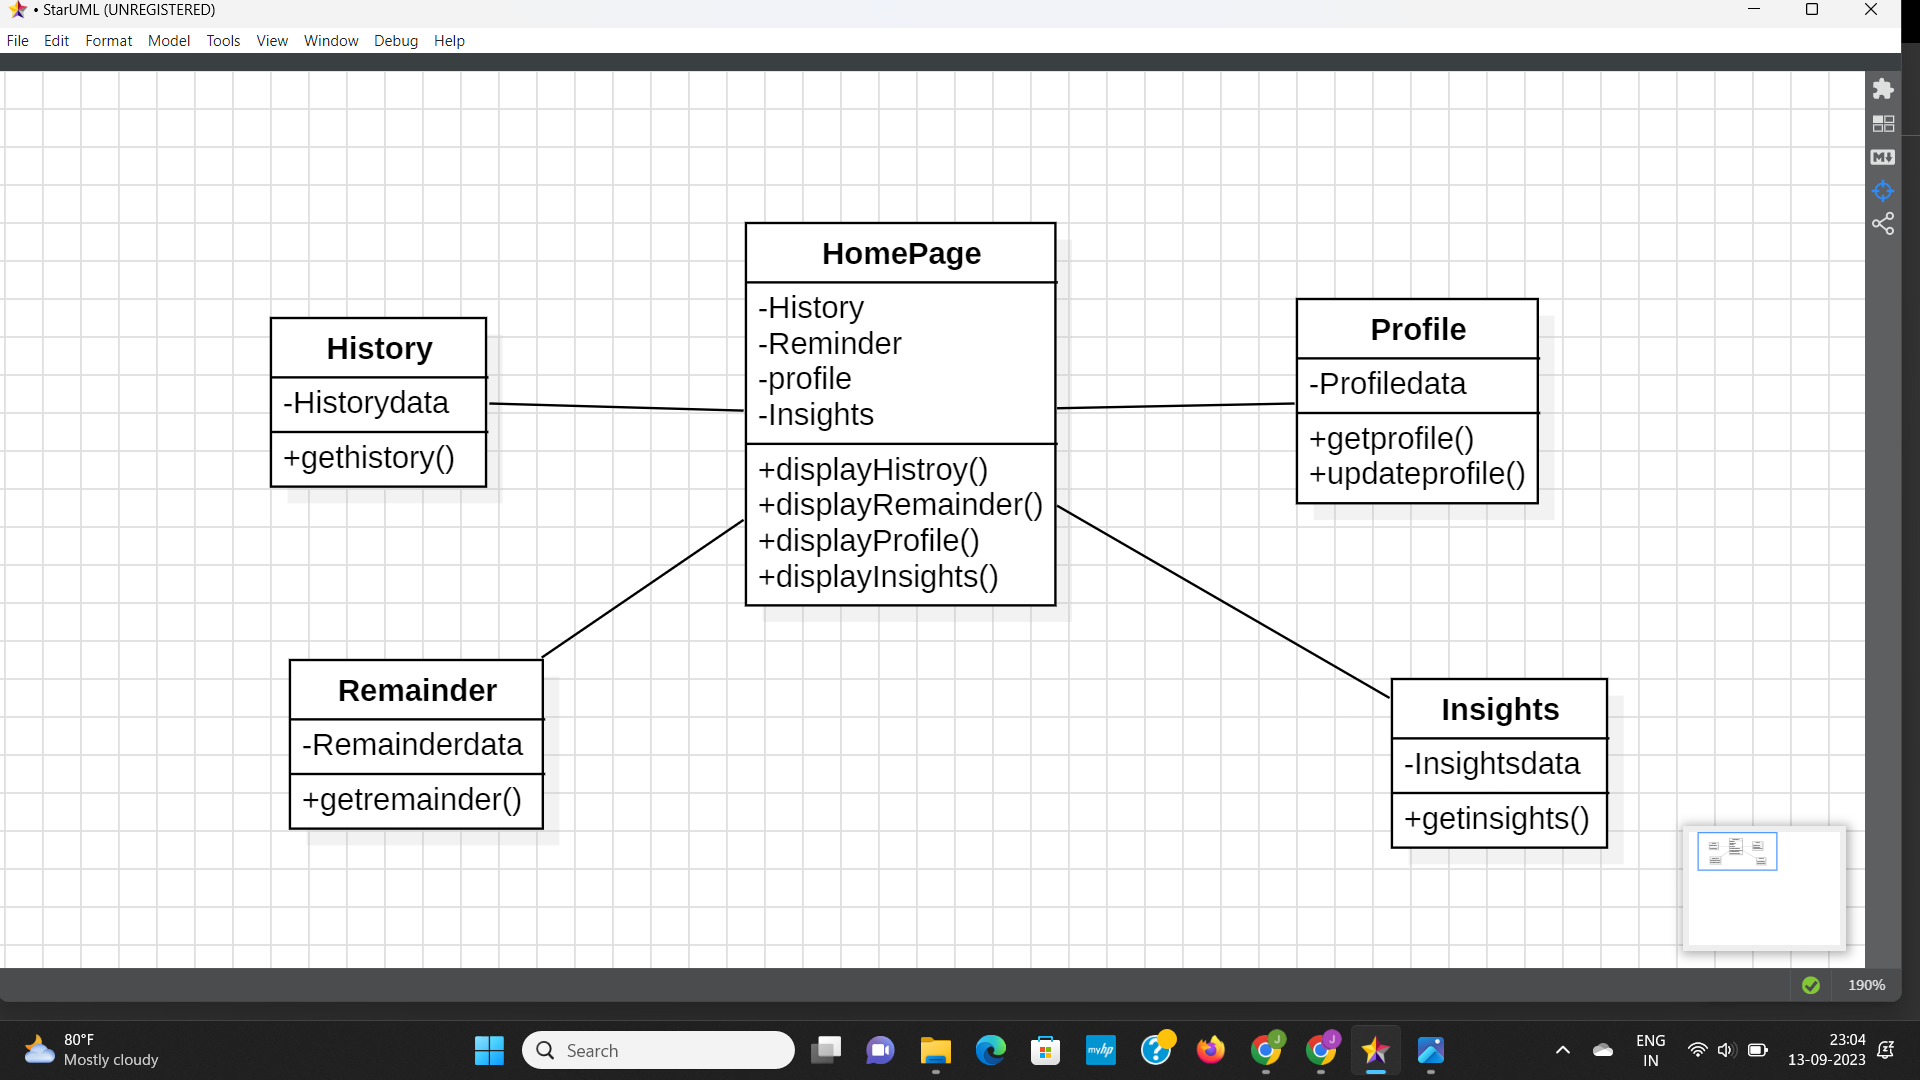 • StarUML (UNREGISTERED)
File Edit Format Model Tools View Window Debug Help
HomePage
-History
-Reminder
-profile
-Insights
+displayHistroy()
+displayRemainder()
+displayProfile()
+displayInsights()
History
-Historydata
+gethistory()
Profile
-Profiledata
+getprofile()
+updateprofile()
Remainder
-Remainderdata
+getremainder()
Insights
-Insightsdata
+getinsights()
190%
80°F
Mostly cloudy
Search
myhp
J
J
ENG
IN
23:04
13-09-2023